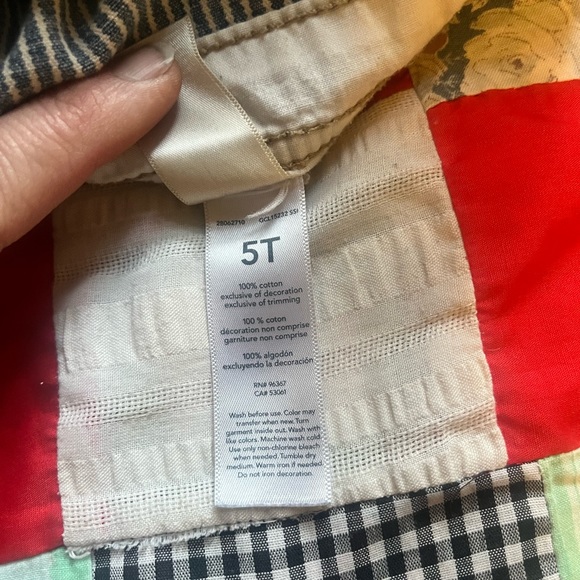 28062710 GCL15232 SSI
5T
100% cotton
exclusive of decoration
exclusive of trimming
100 % coton
décoration non comprise
garniture non comprise
100% algodón
excluyendo la decoración
RN# 96367
CA# 53061
Wash before use. Color may
transfer when new. Turn
garment inside out. Wash with
like colors. Machine wash cold.
Use only non-chlorine bleach
when needed. Tumble dry
medium. Warm iron if needed.
Do not iron decoration.